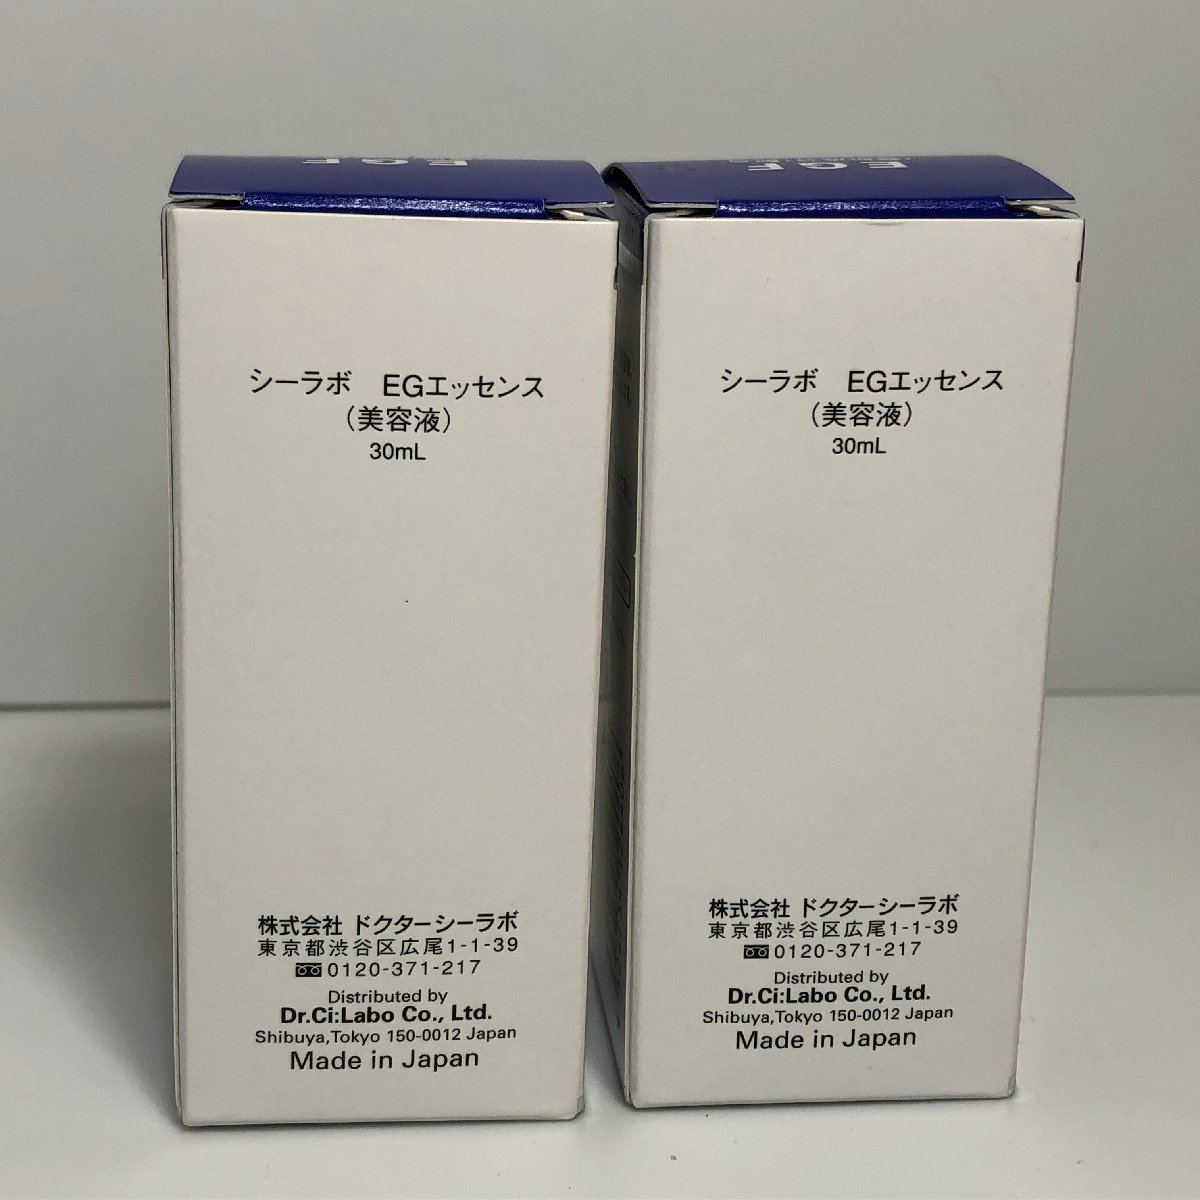 EGF
シーラボ EGエッセンス
（美容液）
30mL
株式会社 ドクターシーラボ
東京都渋谷区広尾1-1-39
0120-371-217
Distributed by
Dr.Ci:Labo Co., Ltd.
Shibuya,Tokyo 150-0012 Japan
Made in Japan
EGF
シーラボ EGエッセンス
（美容液）
30mL
株式会社 ドクターシーラボ
東京都渋谷区広尾1-1-39
0120-371-217
Distributed by
Dr.Ci:Labo Co., Ltd.
Shibuya,Tokyo 150-0012 Japan
Made in Japan